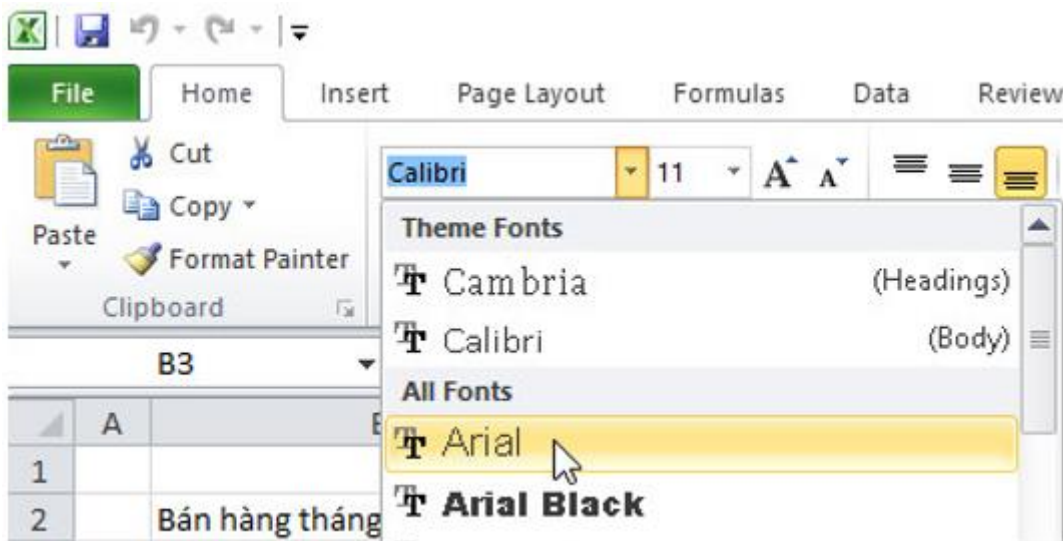 File Home Insert Page Layout Formulas Data Review
Cut
Copy
Paste
Format Painter
Clipboard
Calibri 11
Theme Fonts
Cambria (Headings)
Calibri (Body)
All Fonts
Arial
Arial Black
B3
A
1
2 Bán hàng tháng